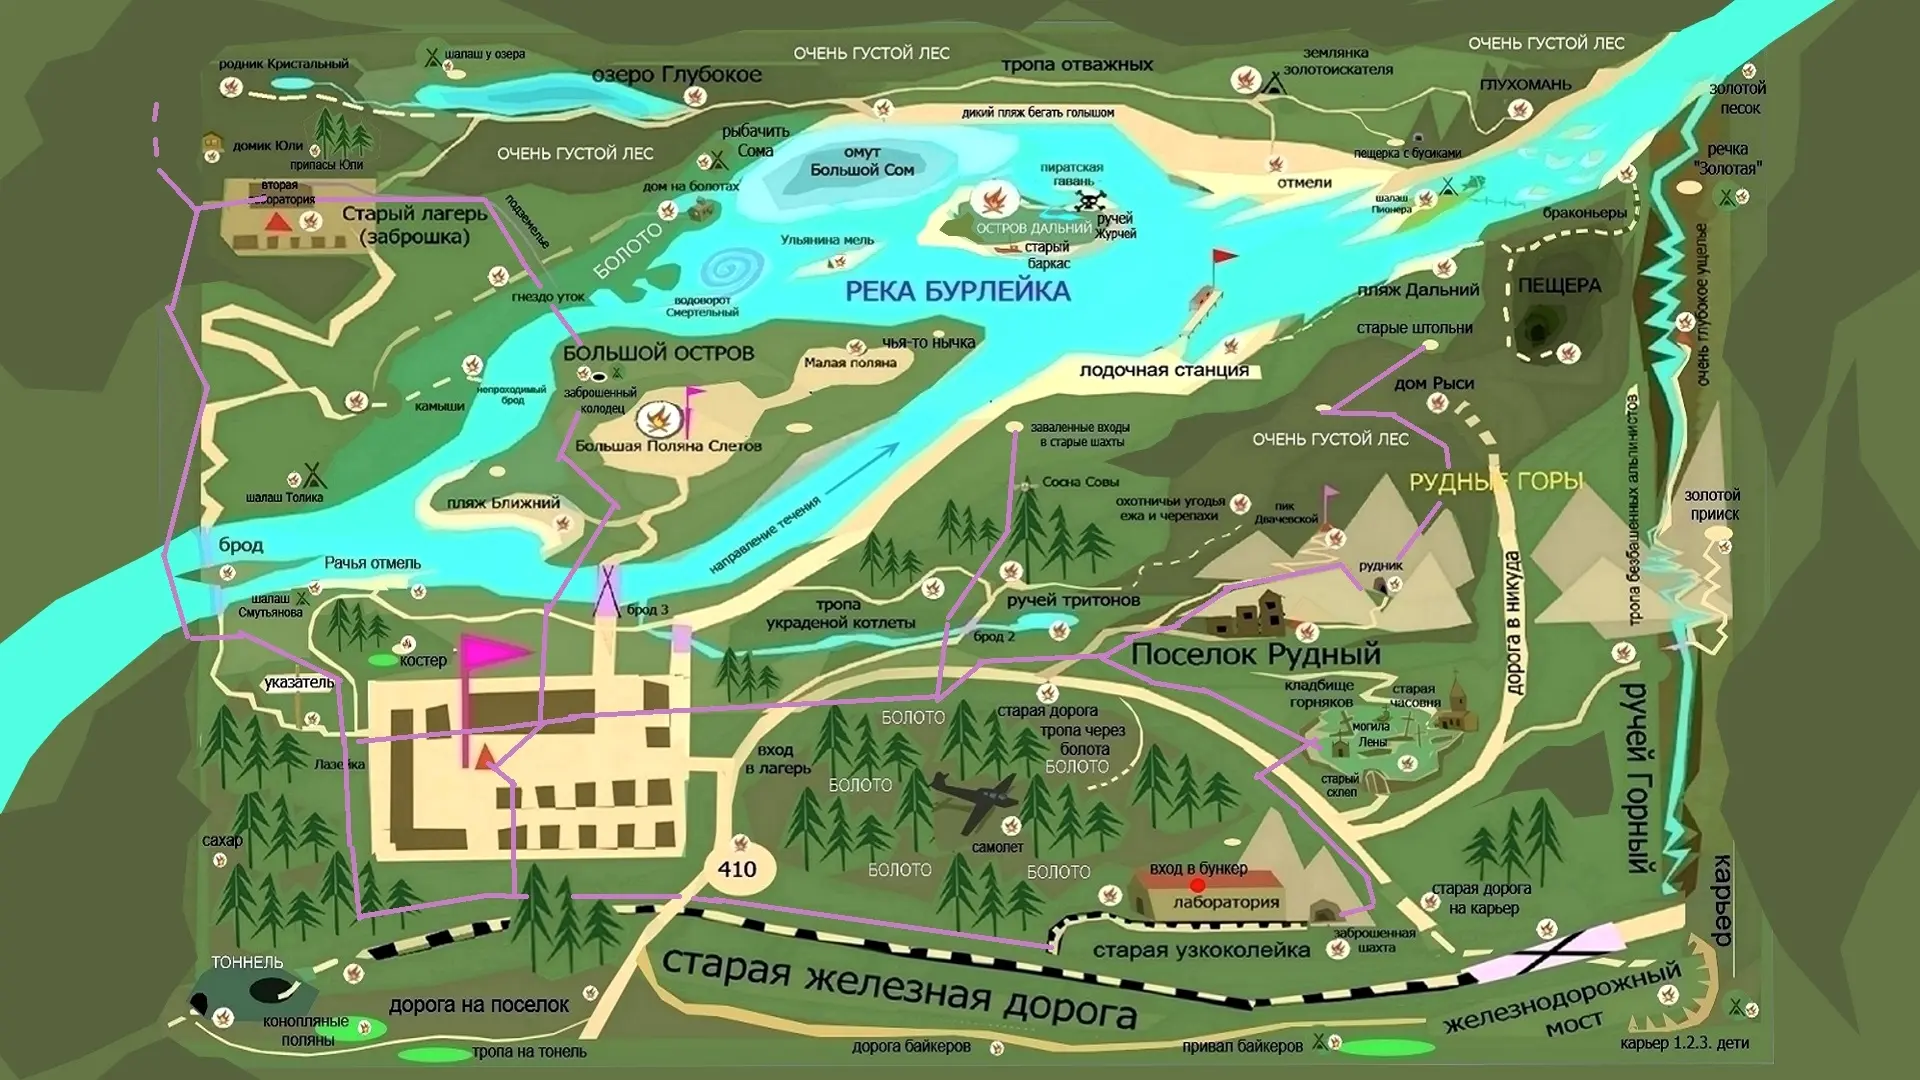 ОЧЕНЬ ГУСТОЙ ЛЕС
ОЧЕНЬ ГУСТОЙ ЛЕС
родник Кристальный
шалаш у озера
озеро Глубокое
тропа отважных
землянка
золотоискателя
ГЛУХОМАНЬ
золотой
песок
дикий пляж бегать голышом
рыбачить
Сома
домик Юли
припасы Юли
ОЧЕНЬ ГУСТОЙ ЛЕС
омут
Большой Сом
пещерка с бусиками
речка
"Золотая"
пиратская
гавань
отмели
вторая
лаборатория
дом на болотах
шалаш
Пионера
браконьеры
Старый лагерь
(заброшка)
подземелье
БОЛОТО
Ульянина мель
ОСТРОВ ДАЛЬНИЙ
ручей
Журчей
старый
баркас
очень глубокое ущелье
гнездо уток
водоворот
Смертельный
РЕКА БУРЛЕЙКА
пляж Дальний
ПЕЩЕРА
старые штольни
БОЛЬШОЙ ОСТРОВ
чья-то нычка
Малая поляна
лодочная станция
непроходимый
брод
заброшенный
колодец
камыши
дом Рыси
Большая Поляна Слетов
заваленные входы
в старые шахты
ОЧЕНЬ ГУСТОЙ ЛЕС
тропа безбашенных альпинистов
шалаш Толика
пляж Ближний
Сосна Совы
РУДНЫЕ ГОРЫ
охотничьи угодья
ежа и черепахи
пик
Двачевской
золотой
прииск
направление течения
брод
Рачья отмель
рудник
шалаш
Смутьянова
брод 3
тропа
украденой котлеты
ручей тритонов
брод 2
дорога в никуда
костер
указатель
Поселок Рудный
кладбище
горняков
старая
часовня
ручей Горный
БОЛОТО
старая дорога
тропа через
болота
БОЛОТО
могила
Лены
Лазейка
вход
в лагерь
БОЛОТО
старый
склеп
сахар
самолет
410
БОЛОТО
БОЛОТО
вход в бункер
лаборатория
старая дорога
на карьер
карьер
заброшенная
шахта
старая узкоколейка
ТОННЕЛЬ
старая железная дорога
железнодорожный
мост
дорога на поселок
конопляные
поляны
тропа на тонель
дорога байкеров
привал байкеров
карьер 1.2.3. дети